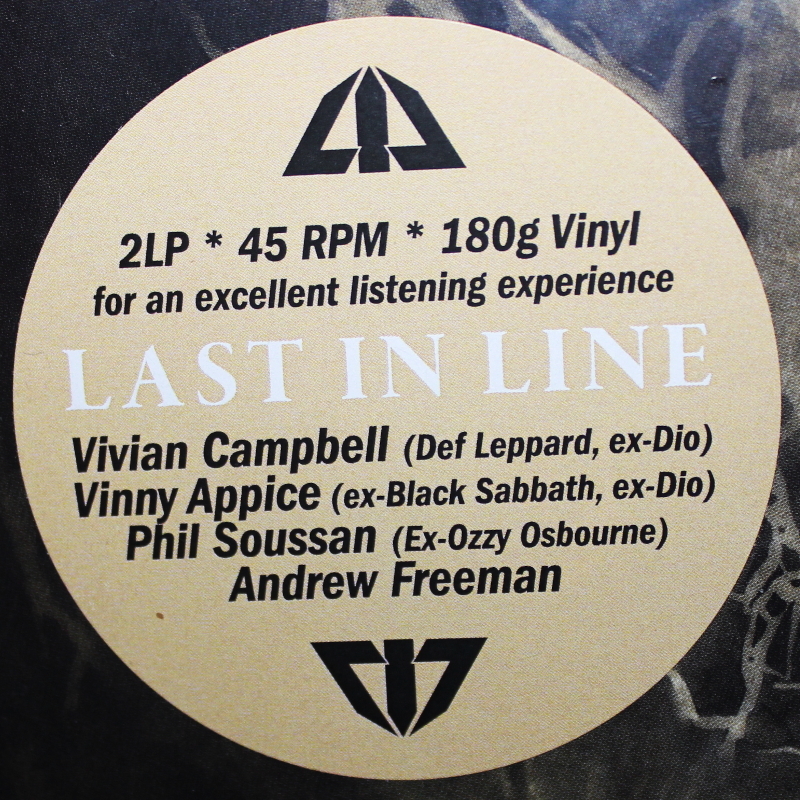 2LP * 45 RPM * 180g Vinyl
for an excellent listening experience
LAST IN LINE
Vivian Campbell (Def Leppard, ex-Dio)
Vinny Appice (ex-Black Sabbath, ex-Dio)
Phil Soussan (Ex-Ozzy Osbourne)
Andrew Freeman